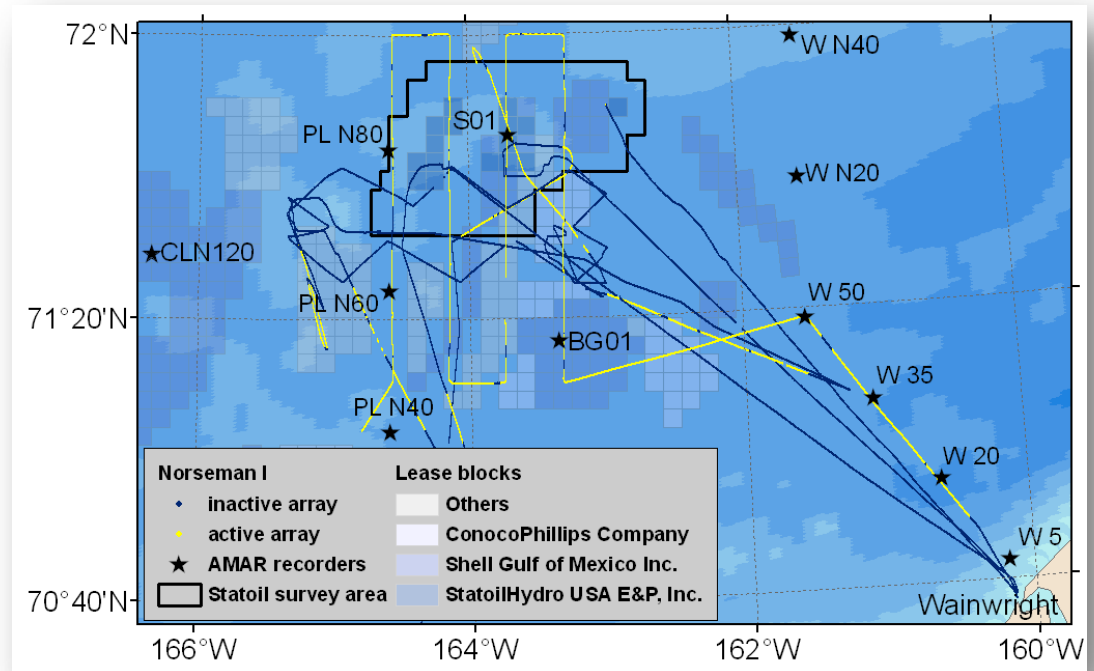 72°N
W N40
S01
PL N80
W N20
CLN120
PL N60
W 50
71°20'N
BG01
W 35
PL N40
W 20
Norseman I
inactive array
active array
AMAR recorders
Statoil survey area
Lease blocks
Others
ConocoPhillips Company
Shell Gulf of Mexico Inc.
StatoilHydro USA E&P, Inc.
W 5
Wainwright
70°40'N
166°W
164°W
162°W
160°W